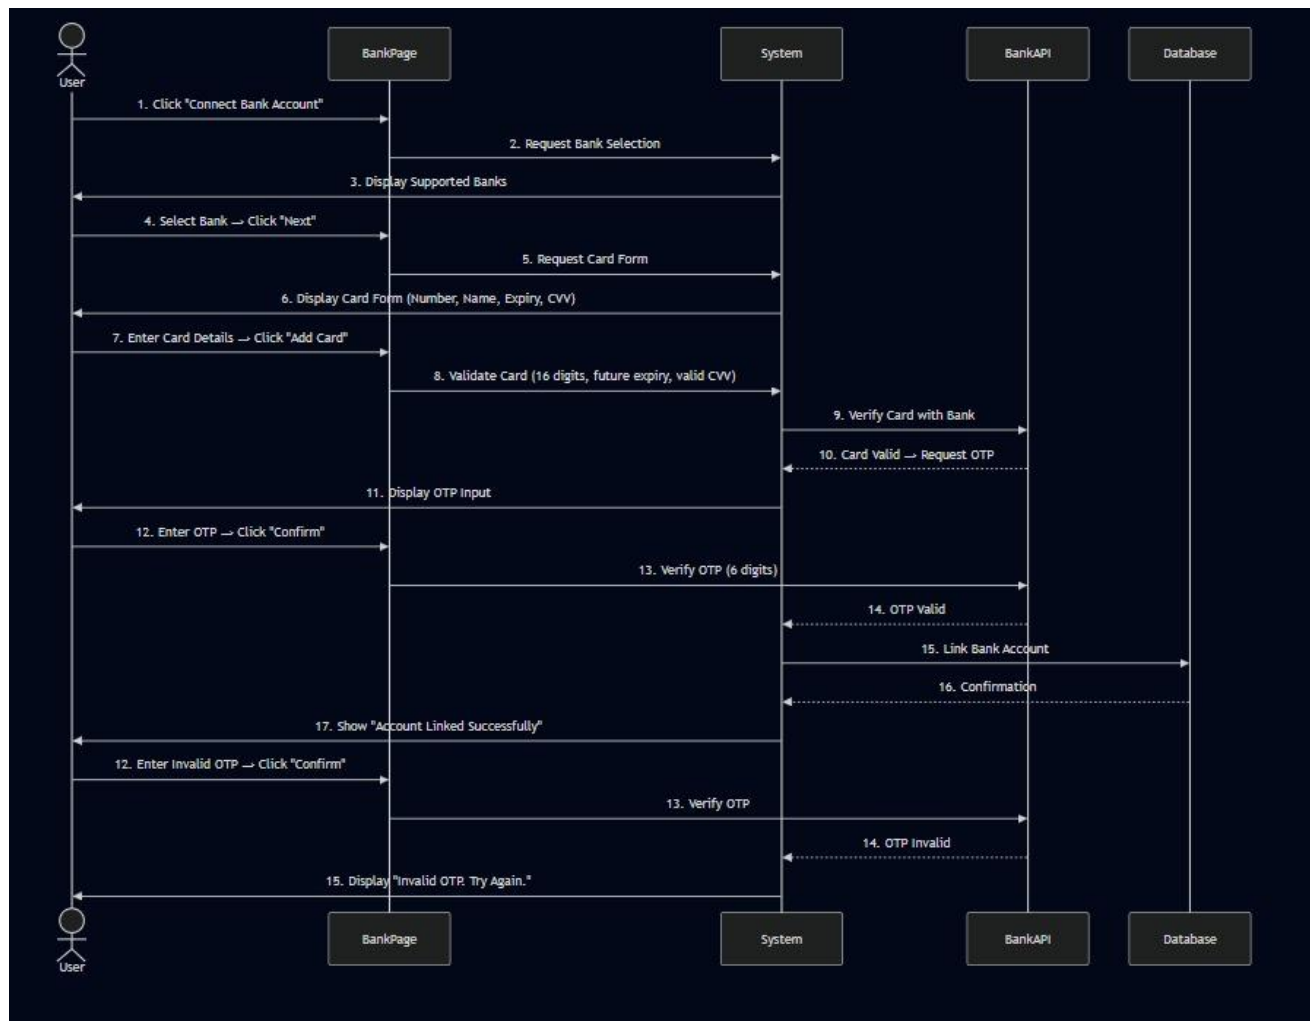 BankPage
System
BankAPI
Database
User
1. Click "Connect Bank Account"
2. Request Bank Selection
3. Display Supported Banks
4. Select Bank → Click "Next"
5. Request Card Form
6. Display Card Form (Number, Name, Expiry, CVV)
7. Enter Card Details → Click "Add Card"
8. Validate Card (16 digits, future expiry, valid CVV)
9. Verify Card with Bank
10. Card Valid → Request OTP
11. Display OTP Input
12. Enter OTP → Click "Confirm"
13. Verify OTP (6 digits)
14. OTP Valid
15. Link Bank Account
16. Confirmation
17. Show "Account Linked Successfully"
12. Enter Invalid OTP → Click "Confirm"
13. Verify OTP
14. OTP Invalid
15. Display "Invalid OTP. Try Again."
BankPage
System
BankAPI
Database
User